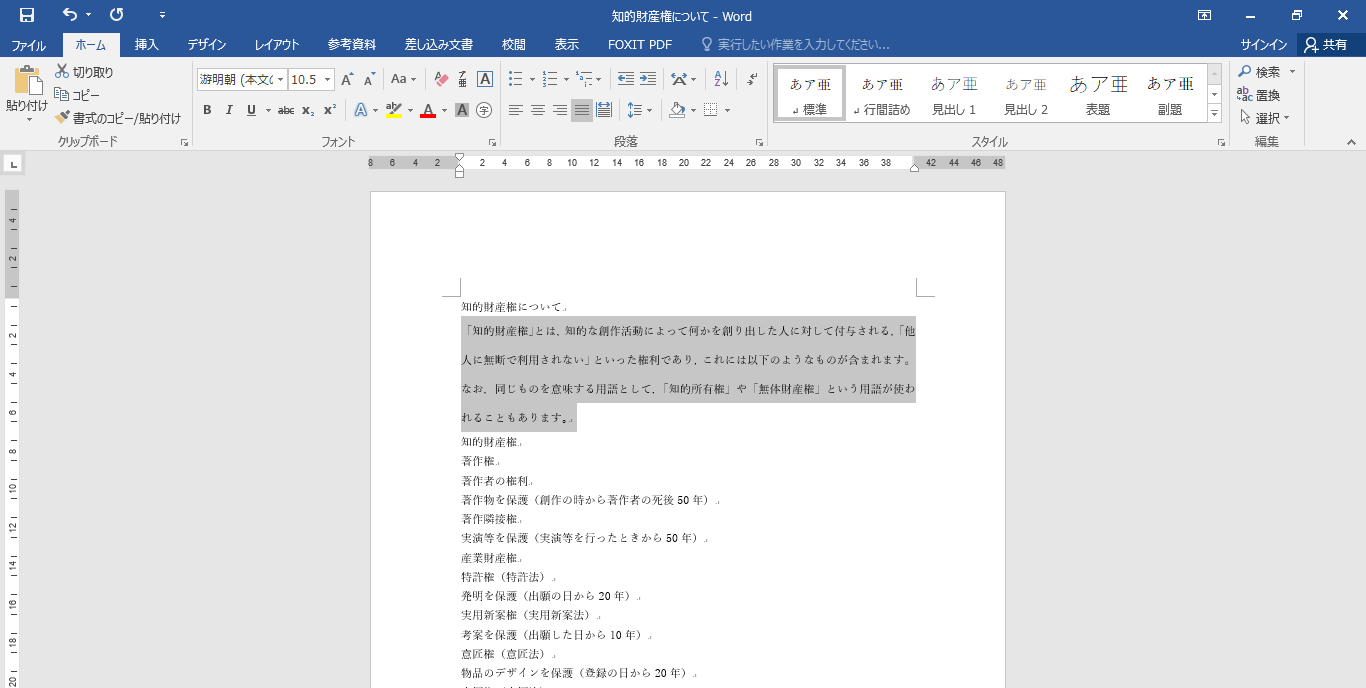 知的財産権について - Word
ファイル ホーム 挿入 デザイン レイアウト 参考資料 差し込み文書 校閲 表示 FOXIT PDF 実行したい作業を入力してください... サインイン 共有
貼り付け 切り取り コピー 書式のコピー/貼り付け クリップボード
游明朝 (本文の 10.5 A A Aa A 亜 A
B I U abc x₂ x² A ab A A 字
フォント
段落
あア亜 あア亜 あア亜 あア亜 あア亜 あア亜
標準 行間詰め 見出し 1 見出し 2 表題 副題
スタイル
検索
置換
選択
編集
8 6 4 2 2 4 6 8 10 12 14 16 18 20 22 24 26 28 30 32 34 36 38 42 44 46 48
4 2 2 4 6 8 10 12 14 16 18 20
知的財産権について
「知的財産権」とは，知的な創作活動によって何かを創り出した人に対して付与される，「他
人に無断で利用されない」といった権利であり，これには以下のようなものが含まれます。
なお，同じものを意味する用語として，「知的所有権」や「無体財産権」という用語が使わ
れることもあります。
知的財産権
著作権
著作者の権利
著作物を保護（創作の時から著作者の死後 50 年）
著作隣接権
実演等を保護（実演等を行ったときから 50 年）
産業財産権
特許権（特許法）
発明を保護（出願の日から 20 年）
実用新案権（実用新案法）
考案を保護（出願した日から 10 年）
意匠権（意匠法）
物品のデザインを保護（登録の日から 20 年）